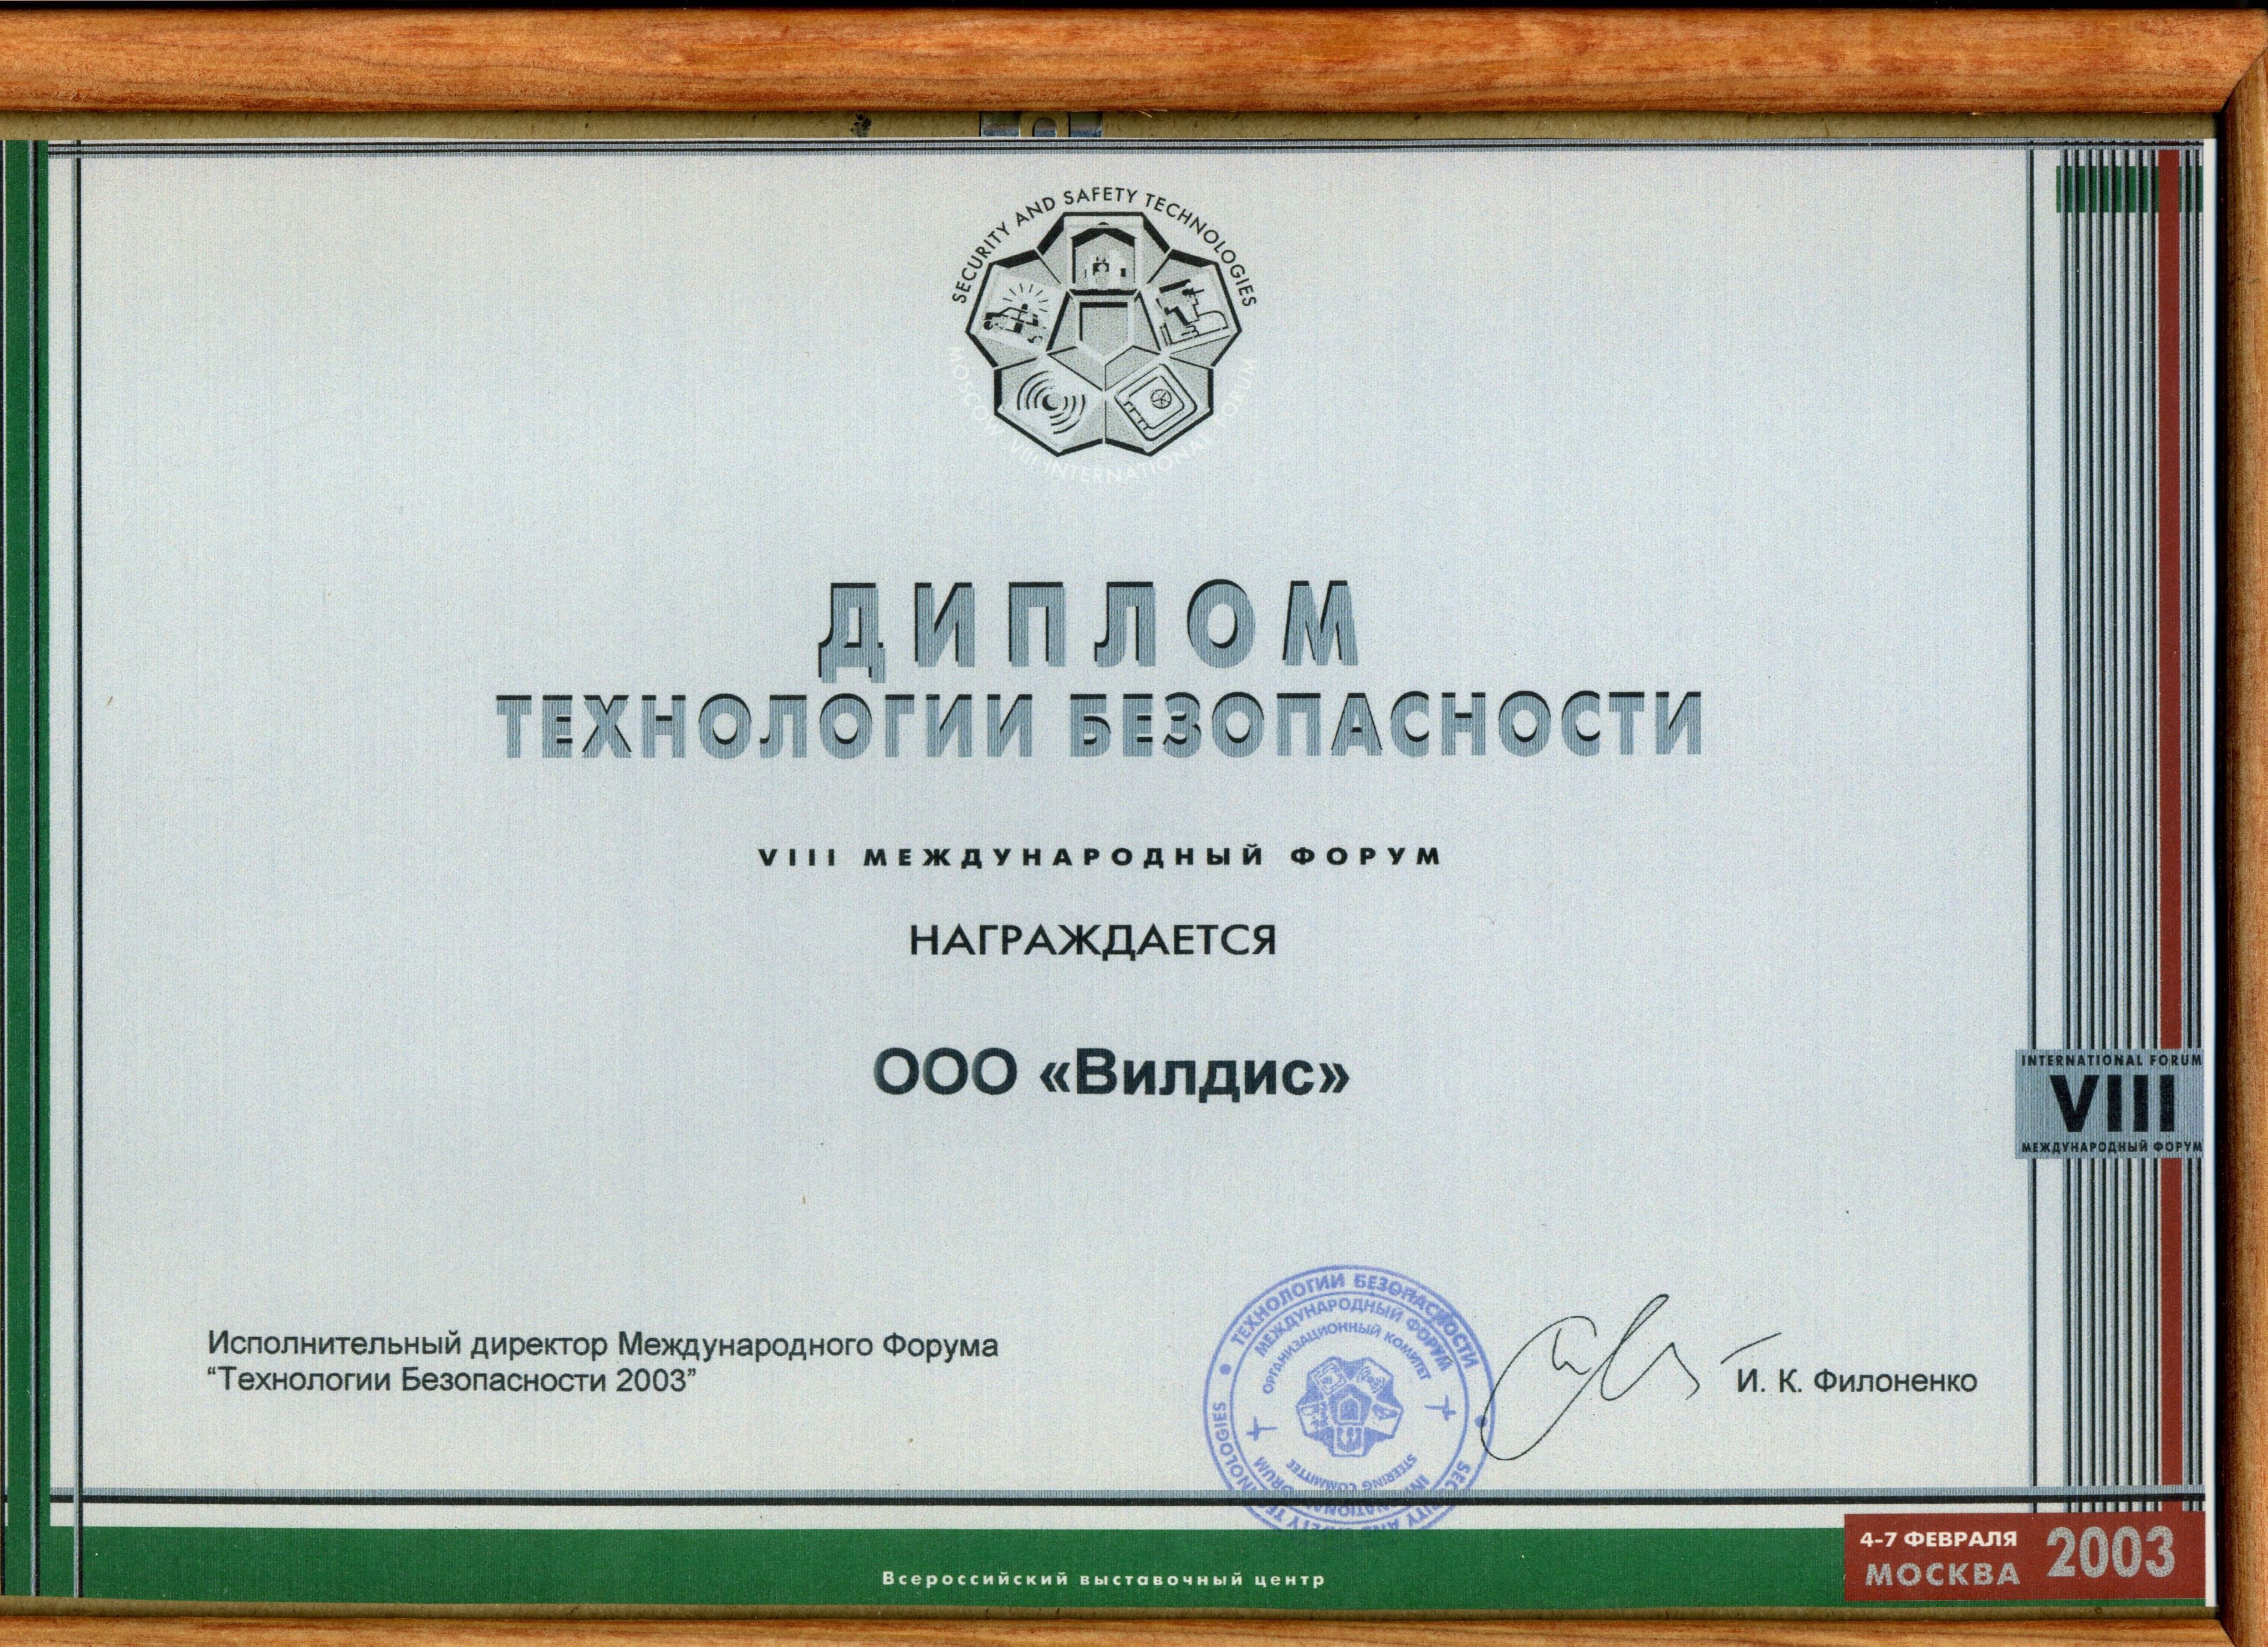 SECURITY AND SAFETY TECHNOLOGIES
MOSCOW VIII INTERNATIONAL FORUM
ДИПЛОМ
ТЕХНОЛОГИИ БЕЗОПАСНОСТИ
VIII МЕЖДУНАРОДНЫЙ ФОРУМ
НАГРАЖДАЕТСЯ
ООО «Вилдис»
INTERNATIONAL FORUM
VIII
МЕЖДУНАРОДНЫЙ ФОРУМ
Исполнительный директор Международного Форума
“Технологии Безопасности 2003”
ТЕХНОЛОГИИ БЕЗОПАСНОСТИ
МЕЖДУНАРОДНЫЙ ФОРУМ
ОРГАНИЗАЦИОННЫЙ КОМИТЕТ
STEERING COMMITTEE
И. К. Филоненко
Всероссийский выставочный центр
4-7 ФЕВРАЛЯ
МОСКВА
2003